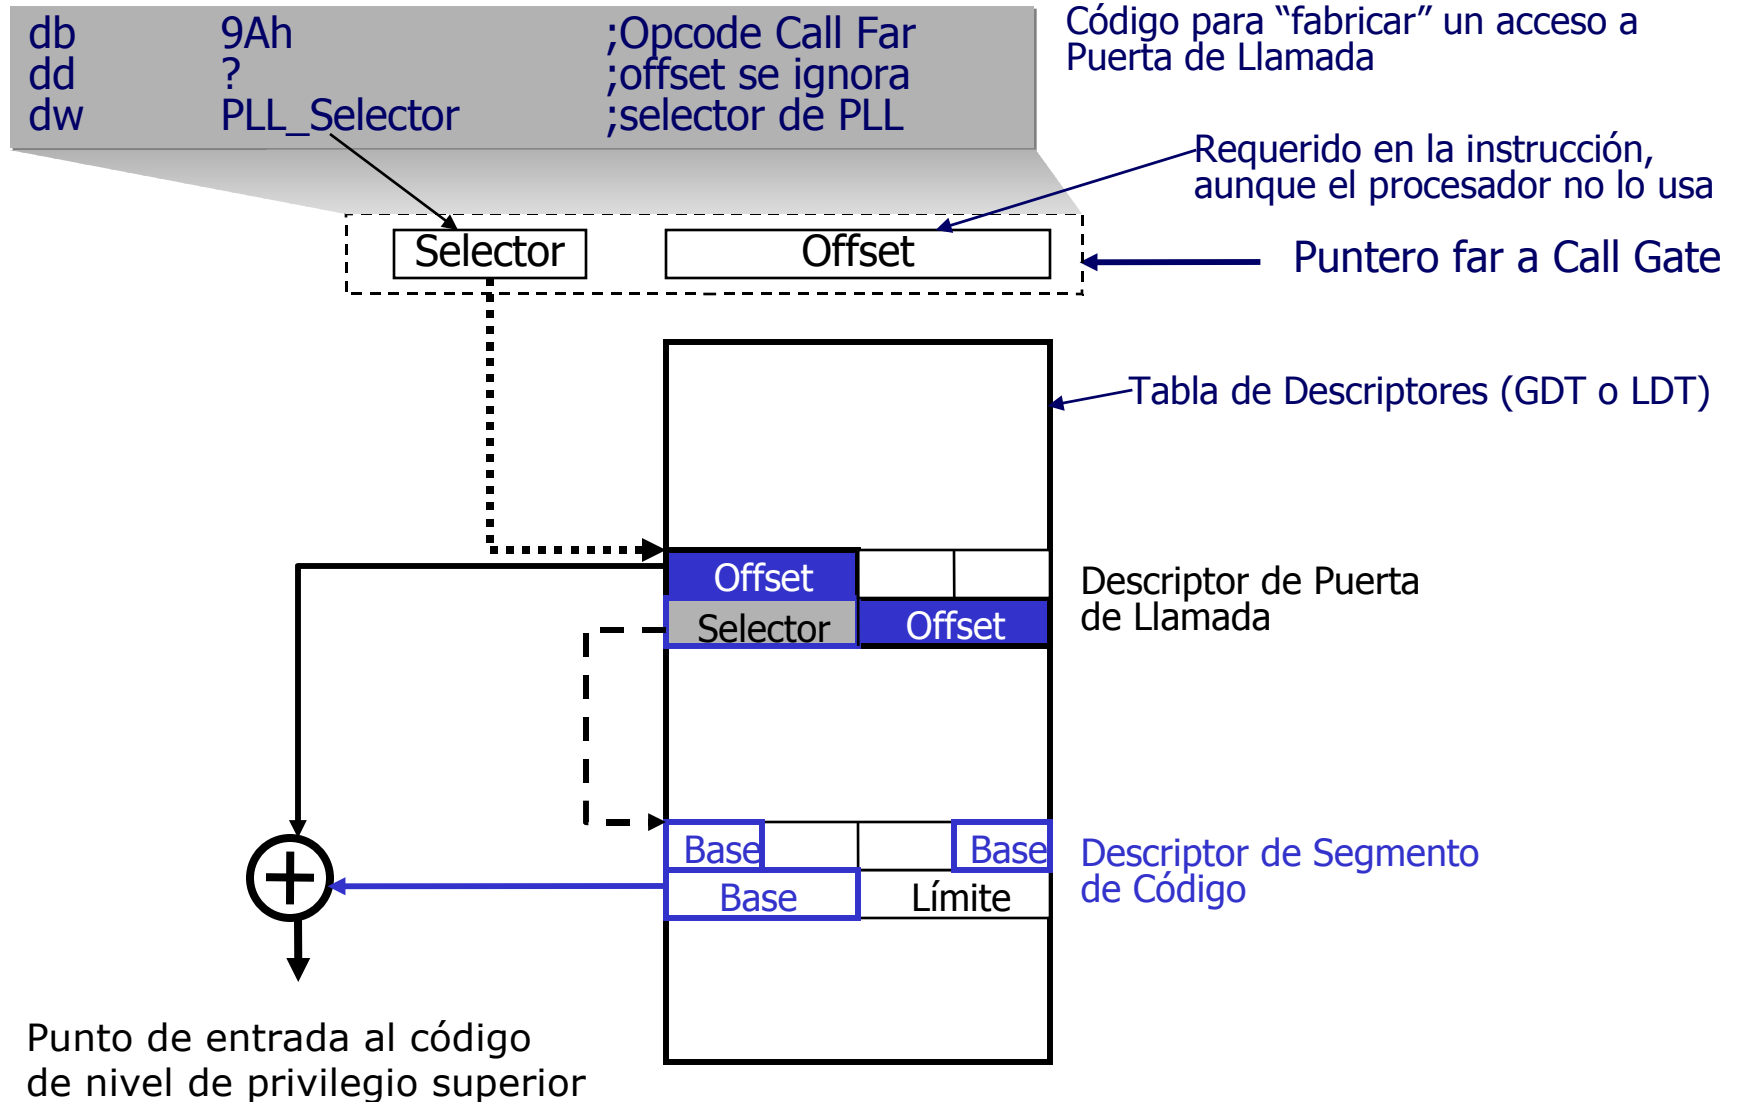 db 9Ah ;Opcode Call Far
dd ? ;offset se ignora
dw PLL_Selector ;selector de PLL
Código para “fabricar” un acceso a
Puerta de Llamada
Requerido en la instrucción,
aunque el procesador no lo usa
Selector Offset
Puntero far a Call Gate
Tabla de Descriptores (GDT o LDT)
Offset
Selector Offset
Descriptor de Puerta
de Llamada
Base Base
Base Límite
Descriptor de Segmento
de Código
Punto de entrada al código
de nivel de privilegio superior